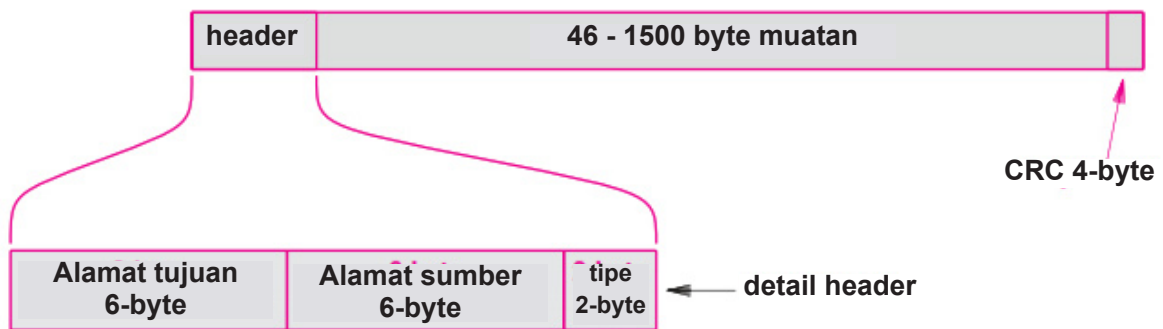 header
46 - 1500 byte muatan
CRC 4-byte
Alamat tujuan
6-byte
Alamat sumber
6-byte
tipe
2-byte
detail header